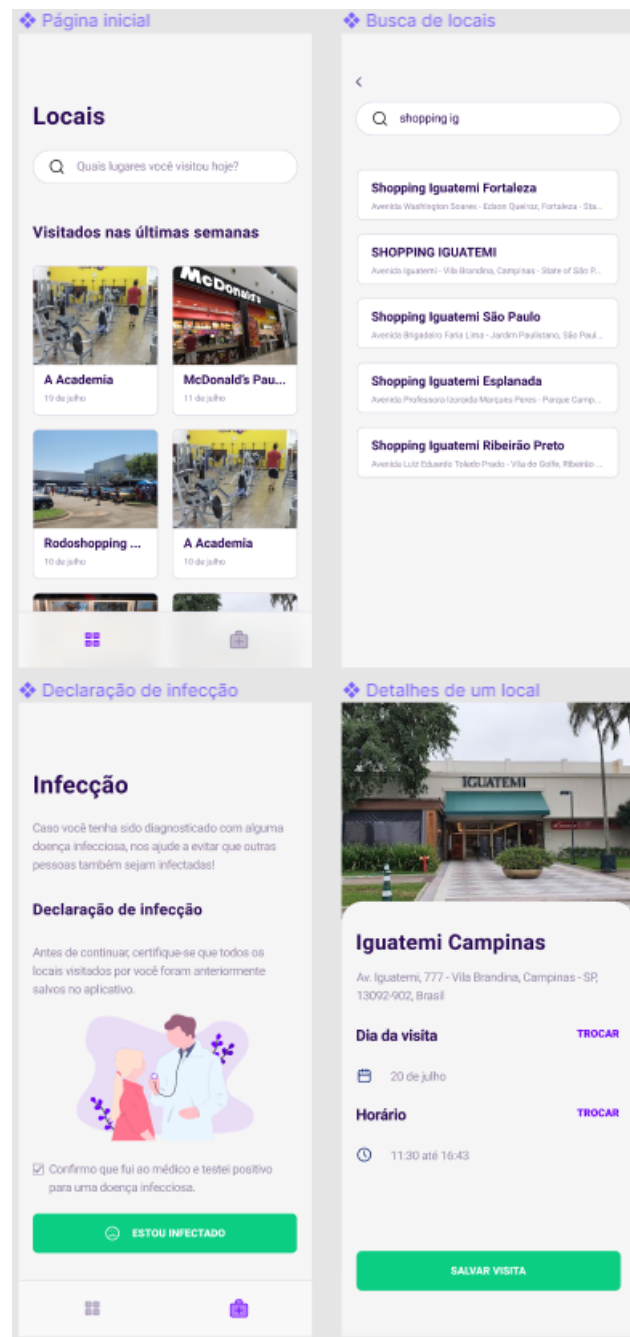 Página inicial
Locais
Quais lugares você visitou hoje?
Visitados nas últimas semanas
McDonald's
A Academia
19 de julho
McDonald's Pau...
11 de julho
Rodoshopping ...
10 de julho
A Academia
10 de julho
Busca de locais
shopping ig
Shopping Iguatemi Fortaleza
Avenida Washington Soares - Edson Queiroz, Fortaleza - Sta...
SHOPPING IGUATEMI
Avenida Iguatemi - Vila Brandina, Campinas - State of São P...
Shopping Iguatemi São Paulo
Avenida Brigadeiro Faria Lima - Jardim Paulistano, São Paul...
Shopping Iguatemi Esplanada
Avenida Professora Izoraida Marques Peres - Parque Camp...
Shopping Iguatemi Ribeirão Preto
Avenida Luiz Eduardo Toledo Prado - Vila do Golfe, Ribeirão ...
Declaração de infecção
Infecção
Caso você tenha sido diagnosticado com alguma
doença infecciosa, nos ajude a evitar que outras
pessoas também sejam infectadas!
Declaração de infecção
Antes de continuar, certifique-se que todos os
locais visitados por você foram anteriormente
salvos no aplicativo.
Confirmo que fui ao médico e testei positivo
para uma doença infecciosa.
ESTOU INFECTADO
Detalhes de um local
IGUATEMI
Iguatemi Campinas
Av. Iguatemi, 777 - Vila Brandina, Campinas - SP,
13092-902, Brasil
Dia da visita
TROCAR
20 de julho
Horário
TROCAR
11:30 até 16:43
SALVAR VISITA